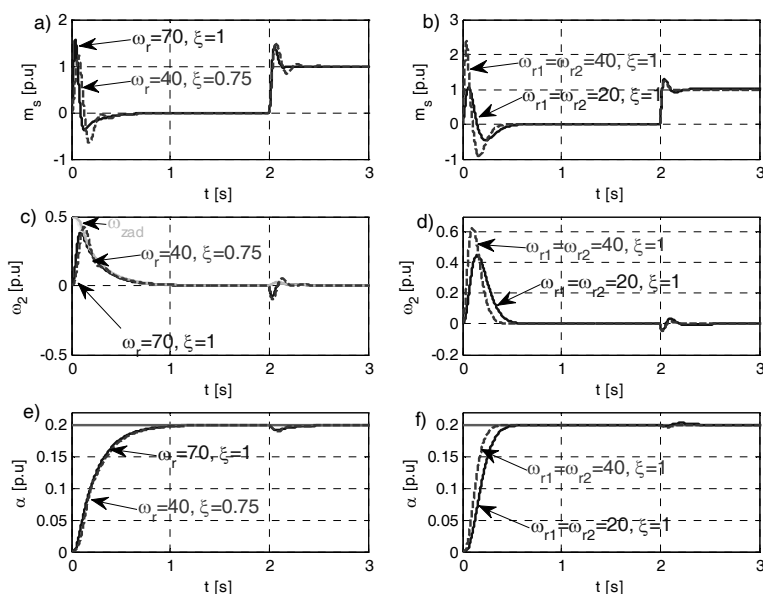 a)
2
ω_r=70, ξ=1
1
ω_r=40, ξ=0.75
m_s [p.u]
0
-1
0 1 2 3
t [s]
b)
3
2
ω_r1=ω_r2=40, ξ=1
1
ω_r1=ω_r2=20, ξ=1
m_s [p.u]
0
-1
0 1 2 3
t [s]
c)
0.5
ω_zad
ω_r=40, ξ=0.75
ω_2 [p.u]
0
ω_r=70, ξ=1
-0.5
0 1 2 3
t [s]
d)
0.6
ω_r1=ω_r2=40, ξ=1
0.4
ω_r1=ω_r2=20, ξ=1
0.2
ω_2 [p.u]
0
0.2
0 1 2 3
t [s]
e)
0.2
0.15
ω_r=70, ξ=1
0.1
ω_r=40, ξ=0.75
α [p.u]
0.05
0
0 1 2 3
t [s]
f)
0.2
0.15
ω_r1=ω_r2=40, ξ=1
0.1
ω_r1=ω_r2=20, ξ=1
α [p.u]
0.05
0
0 1 2 3
t [s]